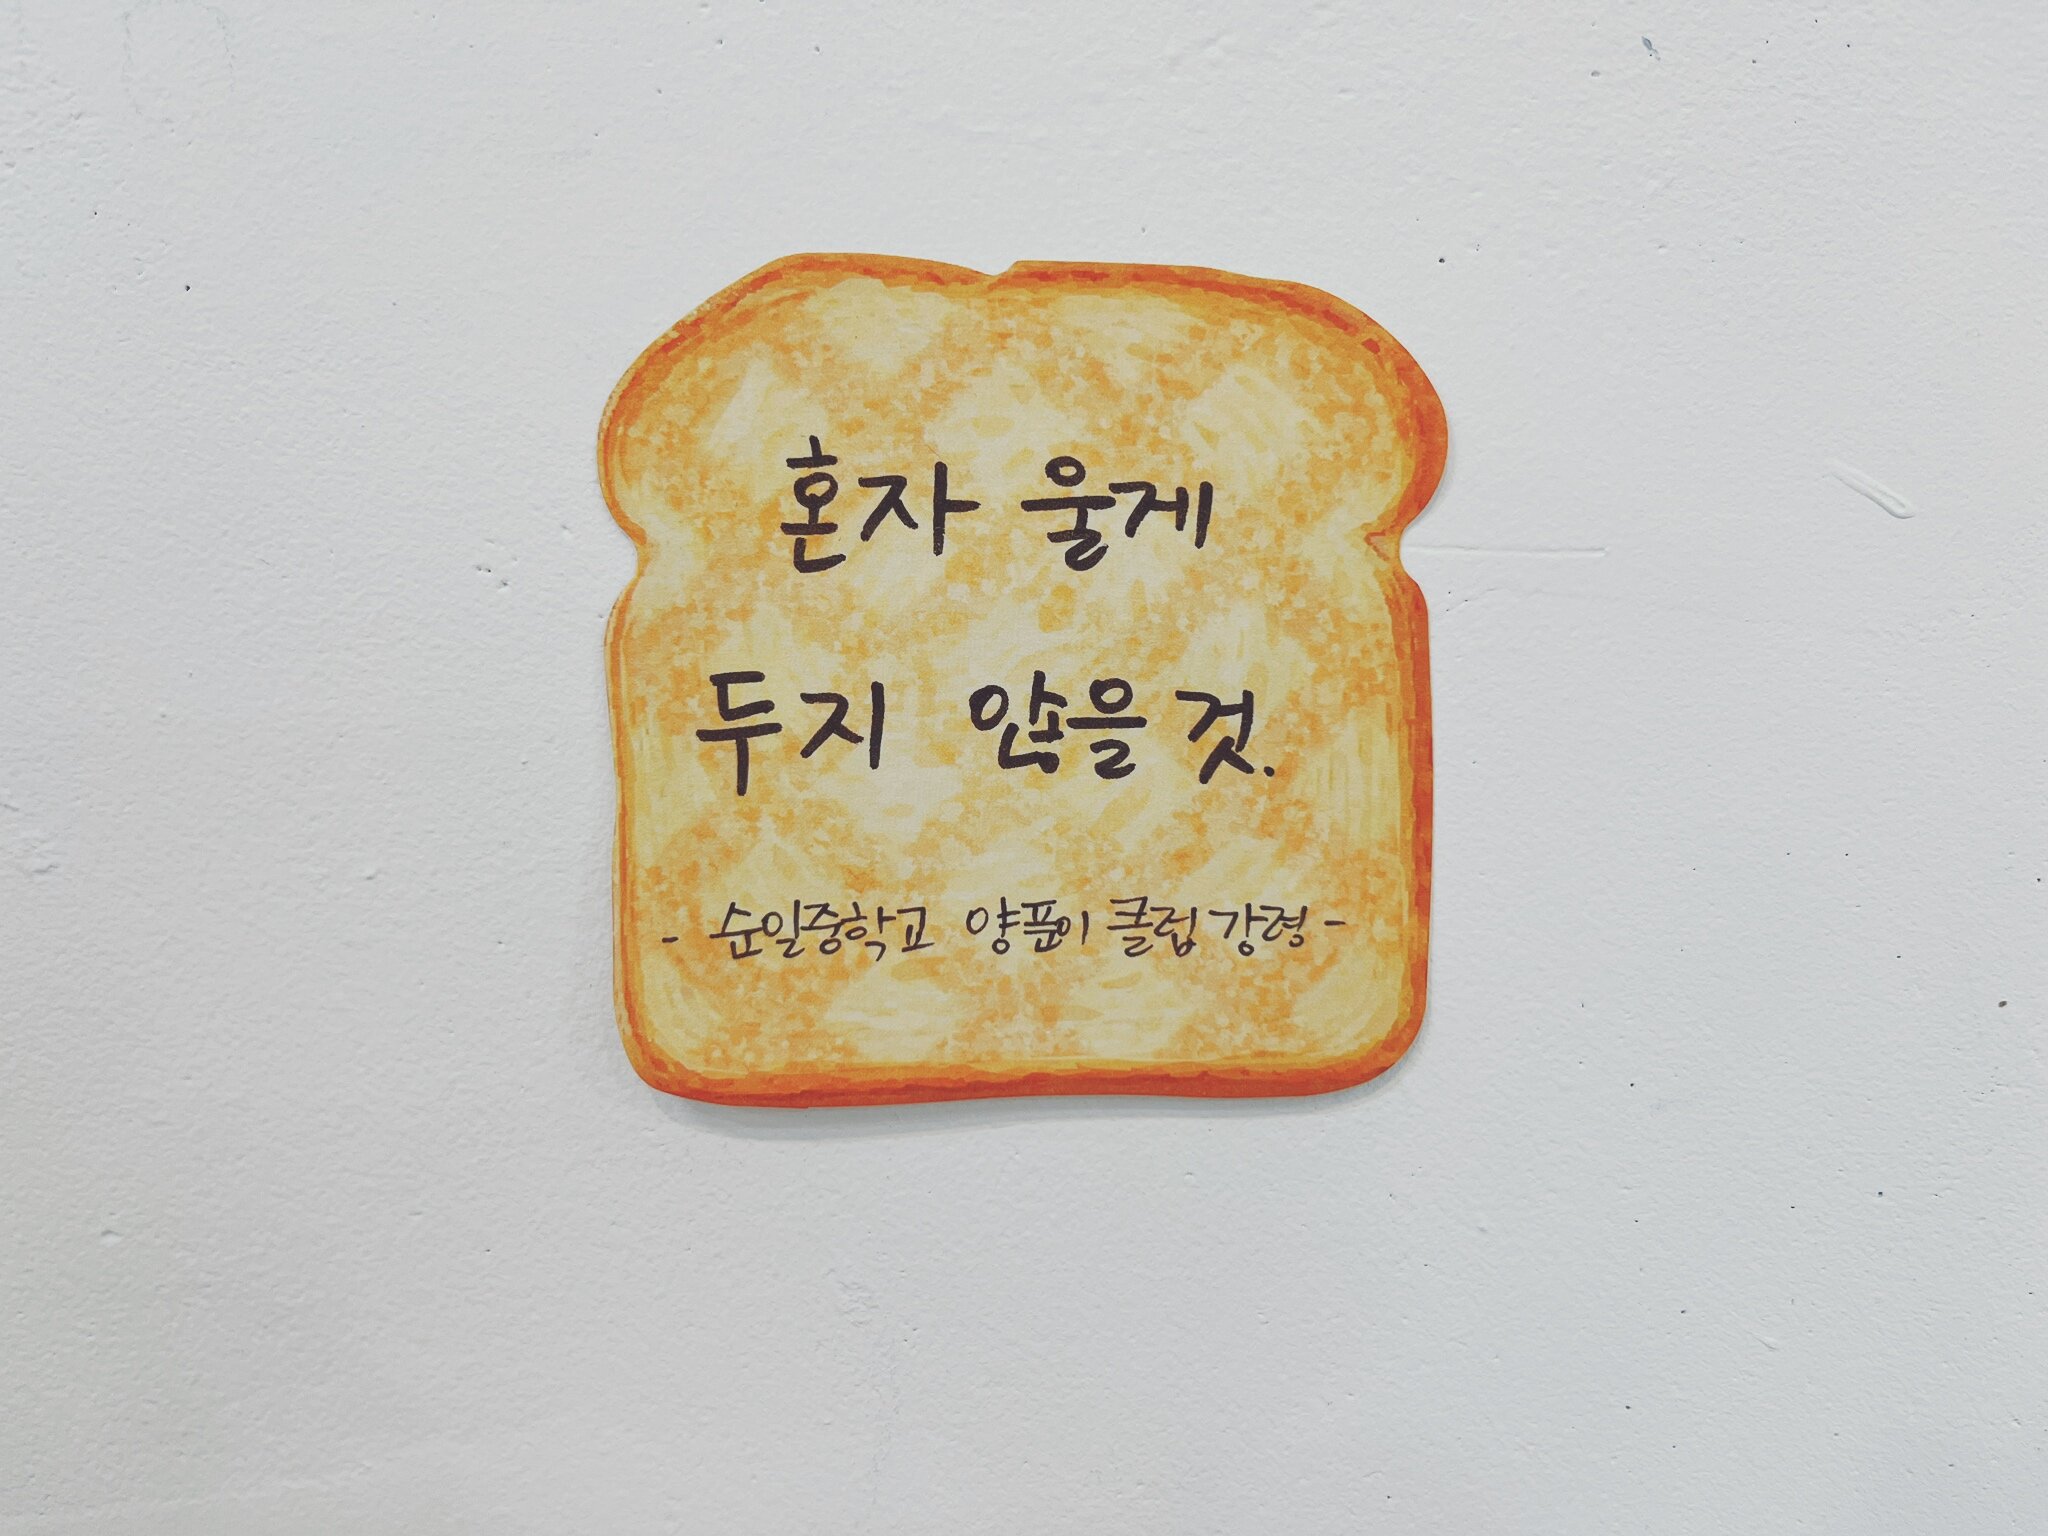 혼자 울게
두지 않을 것.
- 순일중학교 양푼이 클럽 강령 -